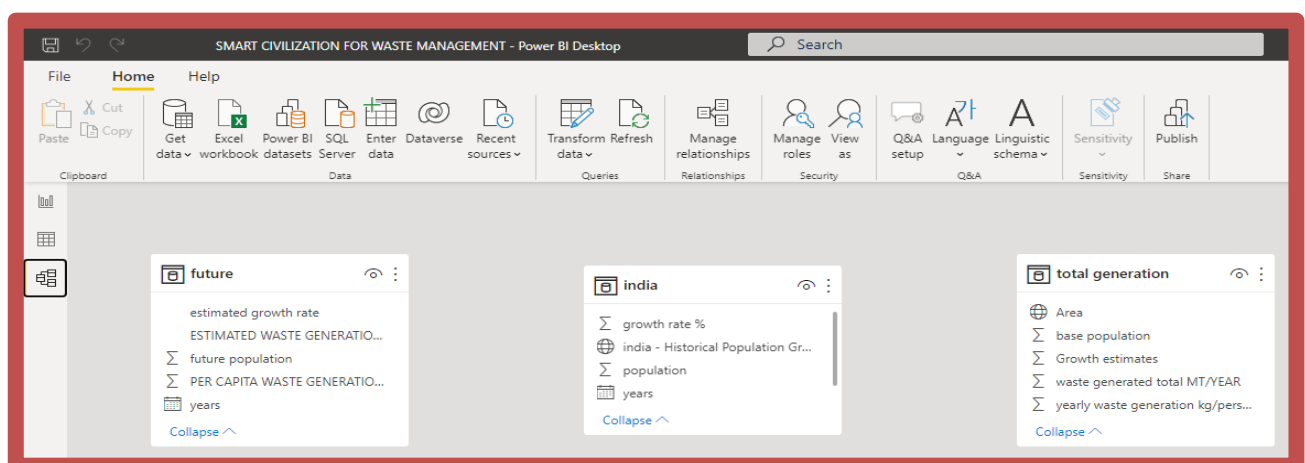 SMART CIVILIZATION FOR WASTE MANAGEMENT - Power BI Desktop
Search
File Home Help
Paste
Cut
Copy
Clipboard
Get data
Excel workbook
Power BI datasets
SQL Server
Enter data
Dataverse
Recent sources
Data
Transform data
Refresh
Queries
Manage relationships
Relationships
Manage roles
View as
Security
Q&A setup
Language
Linguistic schema
Q&A
Sensitivity
Sensitivity
Publish
Share
future
estimated growth rate
ESTIMATED WASTE GENERATIO...
∑ future population
∑ PER CAPITA WASTE GENERATIO...
years
Collapse
india
∑ growth rate %
india - Historical Population Gr...
∑ population
years
Collapse
total generation
Area
∑ base population
∑ Growth estimates
∑ waste generated total MT/YEAR
∑ yearly waste generation kg/pers...
Collapse